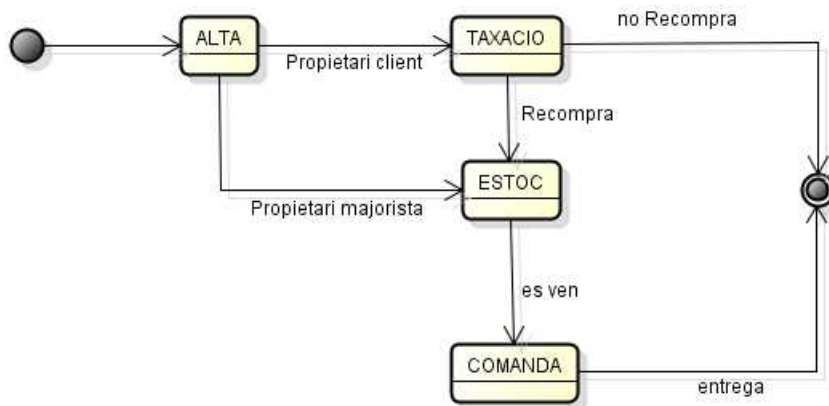 no Recompra
ALTA
TAXACIO
Propietari client
Recompra
ESTOC
Propietari majorista
es ven
COMANDA
entrega